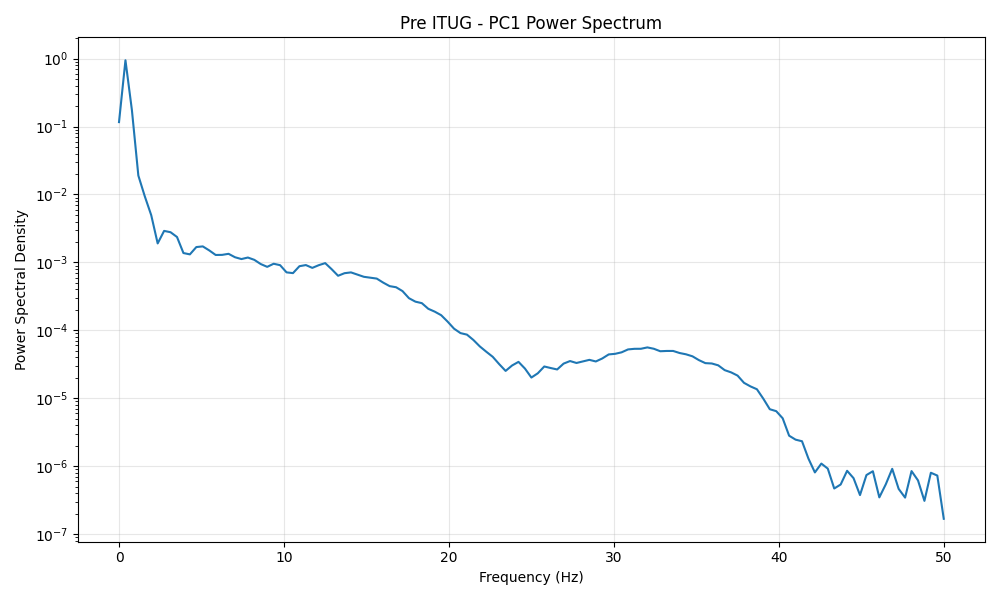 Pre ITUG - PC1 Power Spectrum
Power Spectral Density
10⁰
10⁻¹
10⁻²
10⁻³
10⁻⁴
10⁻⁵
10⁻⁶
10⁻⁷
0 10 20 30 40 50
Frequency (Hz)